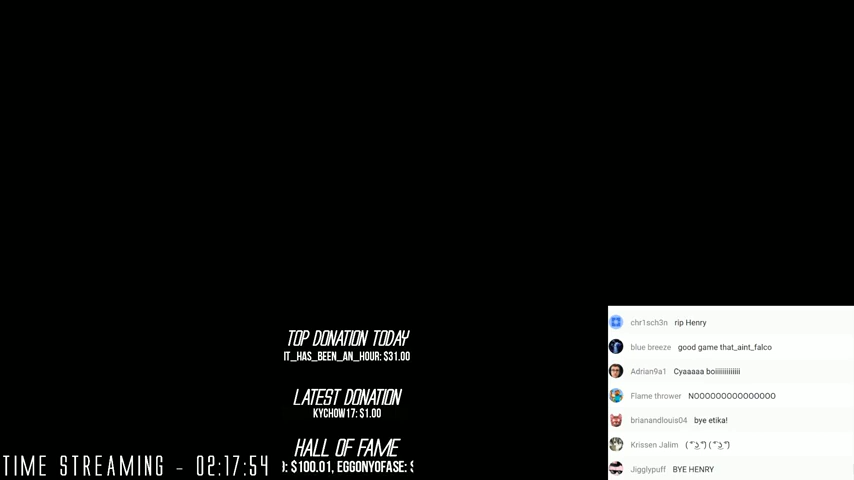 TOP DONATION TODAY
IT_HAS_BEEN_AN_HOUR: $31.00
LATEST DONATION
KYCHOW17: $1.00
HALL OF FAME
: $100.01, EGGONYOFASE: $
TIME STREAMING - 02:17:54
chr1sch3n rip Henry
blue breeze good game that_aint_falco
Adrian9a1 Cyaaaaa boiiiiiiiiiiiii
Flame thrower NOOOOOOOOOOOOOOO
brianandlouis04 bye etika!
Krissen Jalim ( ͡° ͜ʖ ͡°) ( ͡° ͜ʖ ͡°)
Jigglypuff BYE HENRY